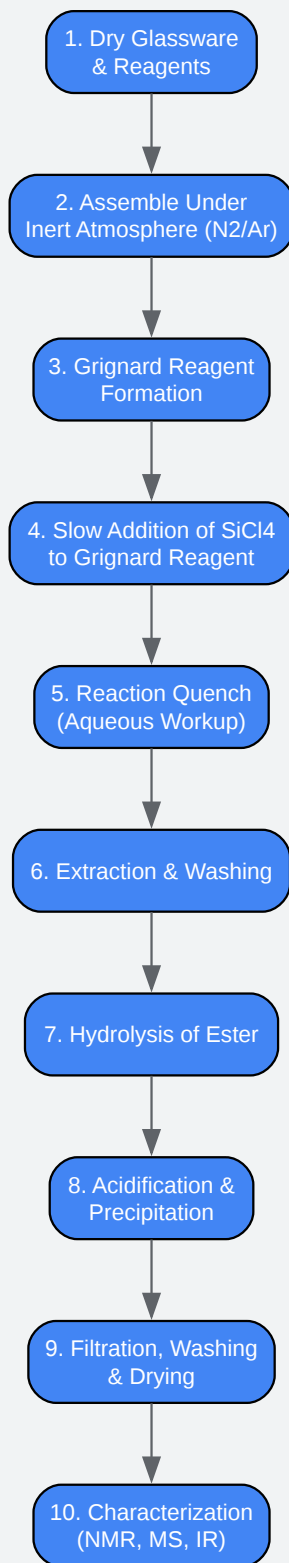 1. Dry Glassware
& Reagents
2. Assemble Under
Inert Atmosphere (N2/Ar)
3. Grignard Reagent
Formation
4. Slow Addition of SiCl4
to Grignard Reagent
5. Reaction Quench
(Aqueous Workup)
6. Extraction & Washing
7. Hydrolysis of Ester
8. Acidification &
Precipitation
9. Filtration, Washing
& Drying
10. Characterization
(NMR, MS, IR)